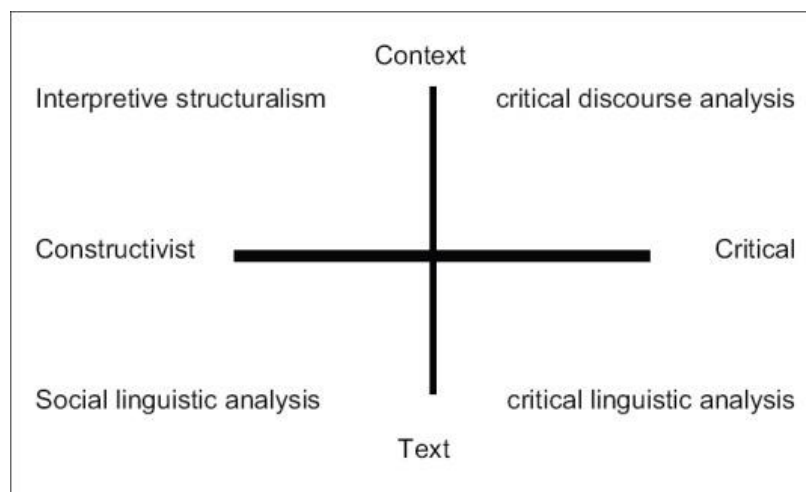 Context
Interpretive structuralism
critical discourse analysis
Constructivist
Critical
Social linguistic analysis
critical linguistic analysis
Text